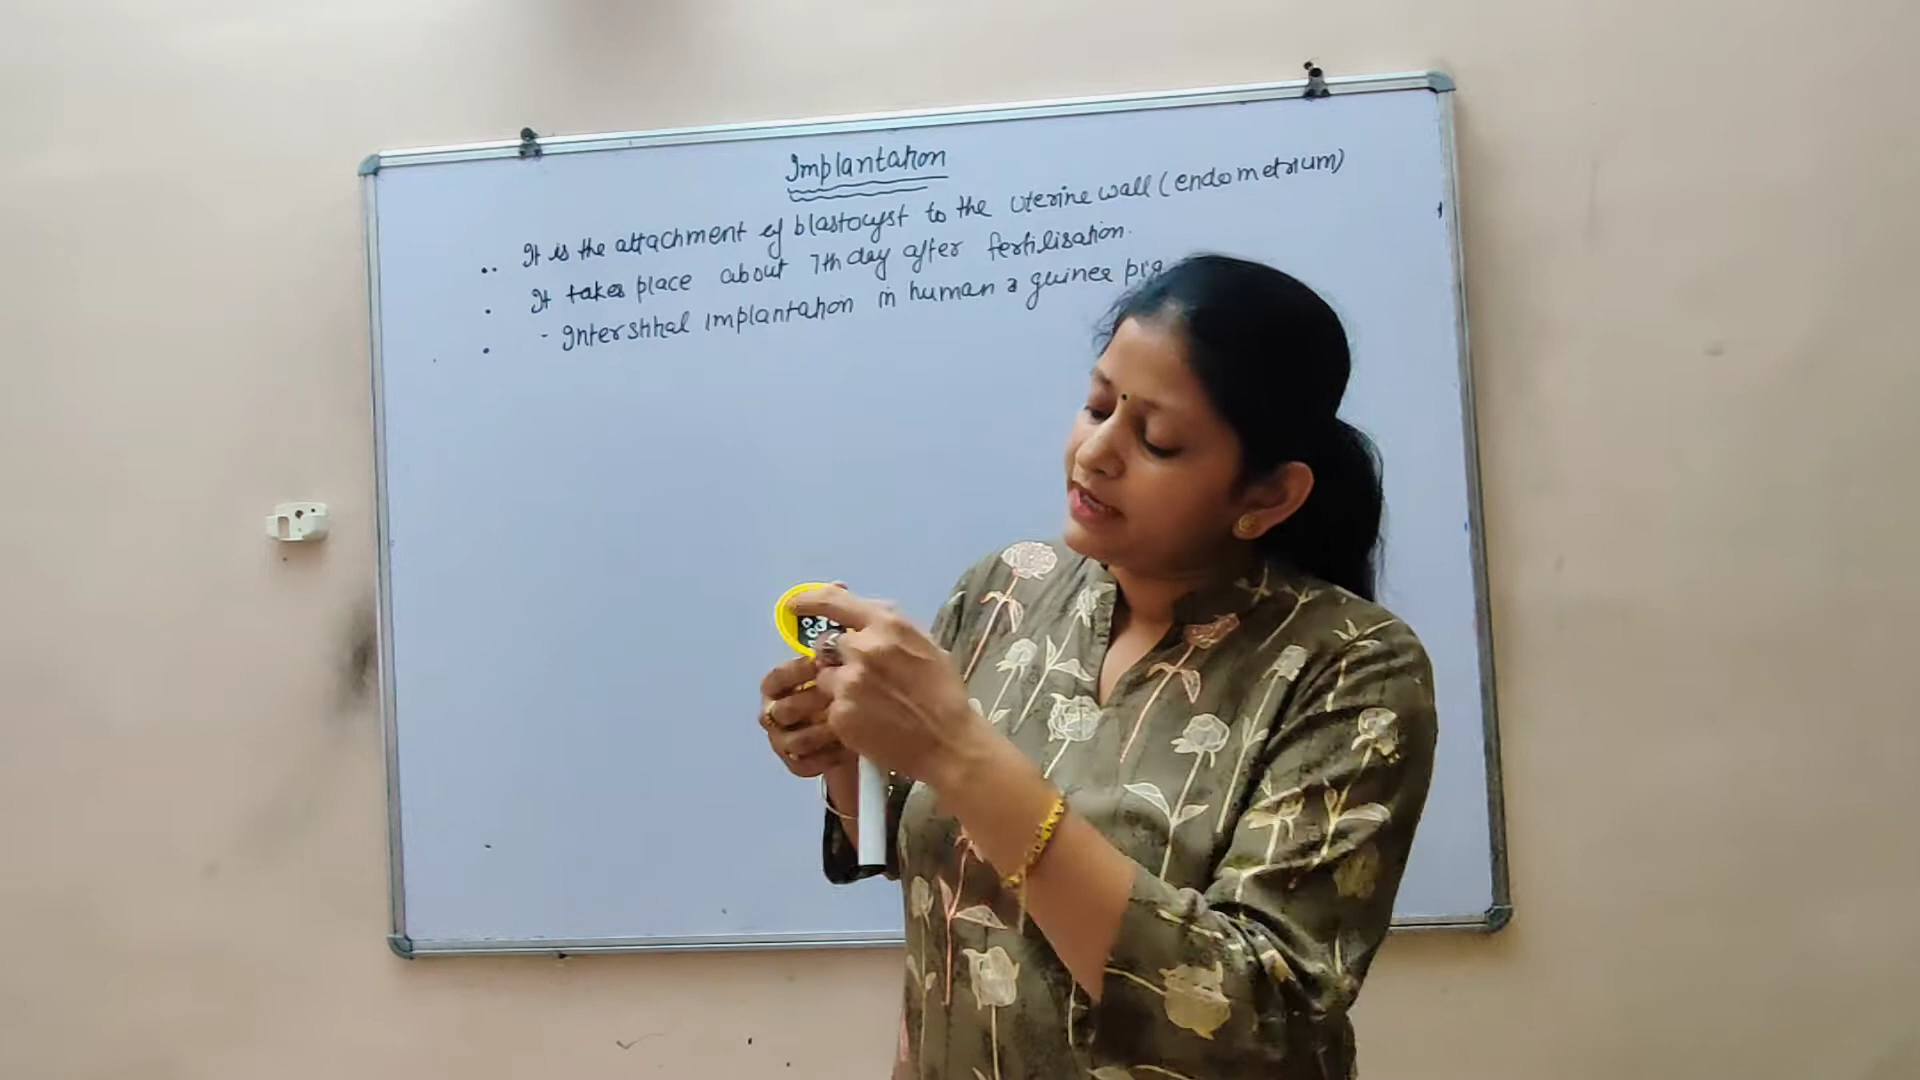 Implantation
It is the attachment of blastocyst to the uterine wall (endometrium)
It takes place about 7th day after fertilisation.
- Interstitial implantation in human & guinea pig